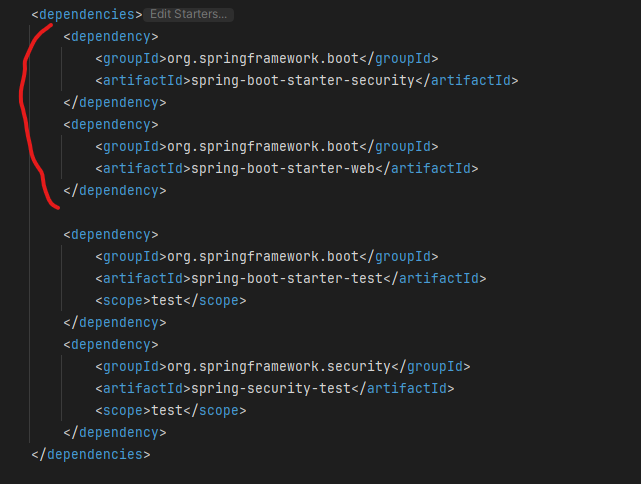 <dependencies> Edit Starters...
<dependency>
<groupId>org.springframework.boot</groupId>
<artifactId>spring-boot-starter-security</artifactId>
</dependency>
<dependency>
<groupId>org.springframework.boot</groupId>
<artifactId>spring-boot-starter-web</artifactId>
</dependency>
<dependency>
<groupId>org.springframework.boot</groupId>
<artifactId>spring-boot-starter-test</artifactId>
<scope>test</scope>
</dependency>
<dependency>
<groupId>org.springframework.security</groupId>
<artifactId>spring-security-test</artifactId>
<scope>test</scope>
</dependency>
</dependencies>